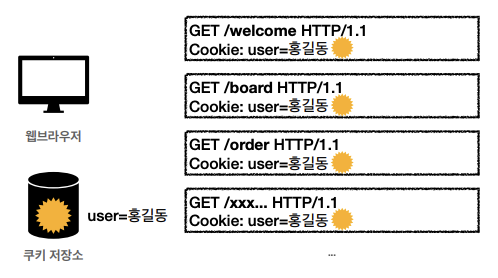 GET /welcome HTTP/1.1
Cookie: user=홍길동
GET /board HTTP/1.1
Cookie: user=홍길동
웹브라우저
GET /order HTTP/1.1
Cookie: user=홍길동
user=홍길동
GET /xxx... HTTP/1.1
Cookie: user=홍길동
쿠키 저장소
...